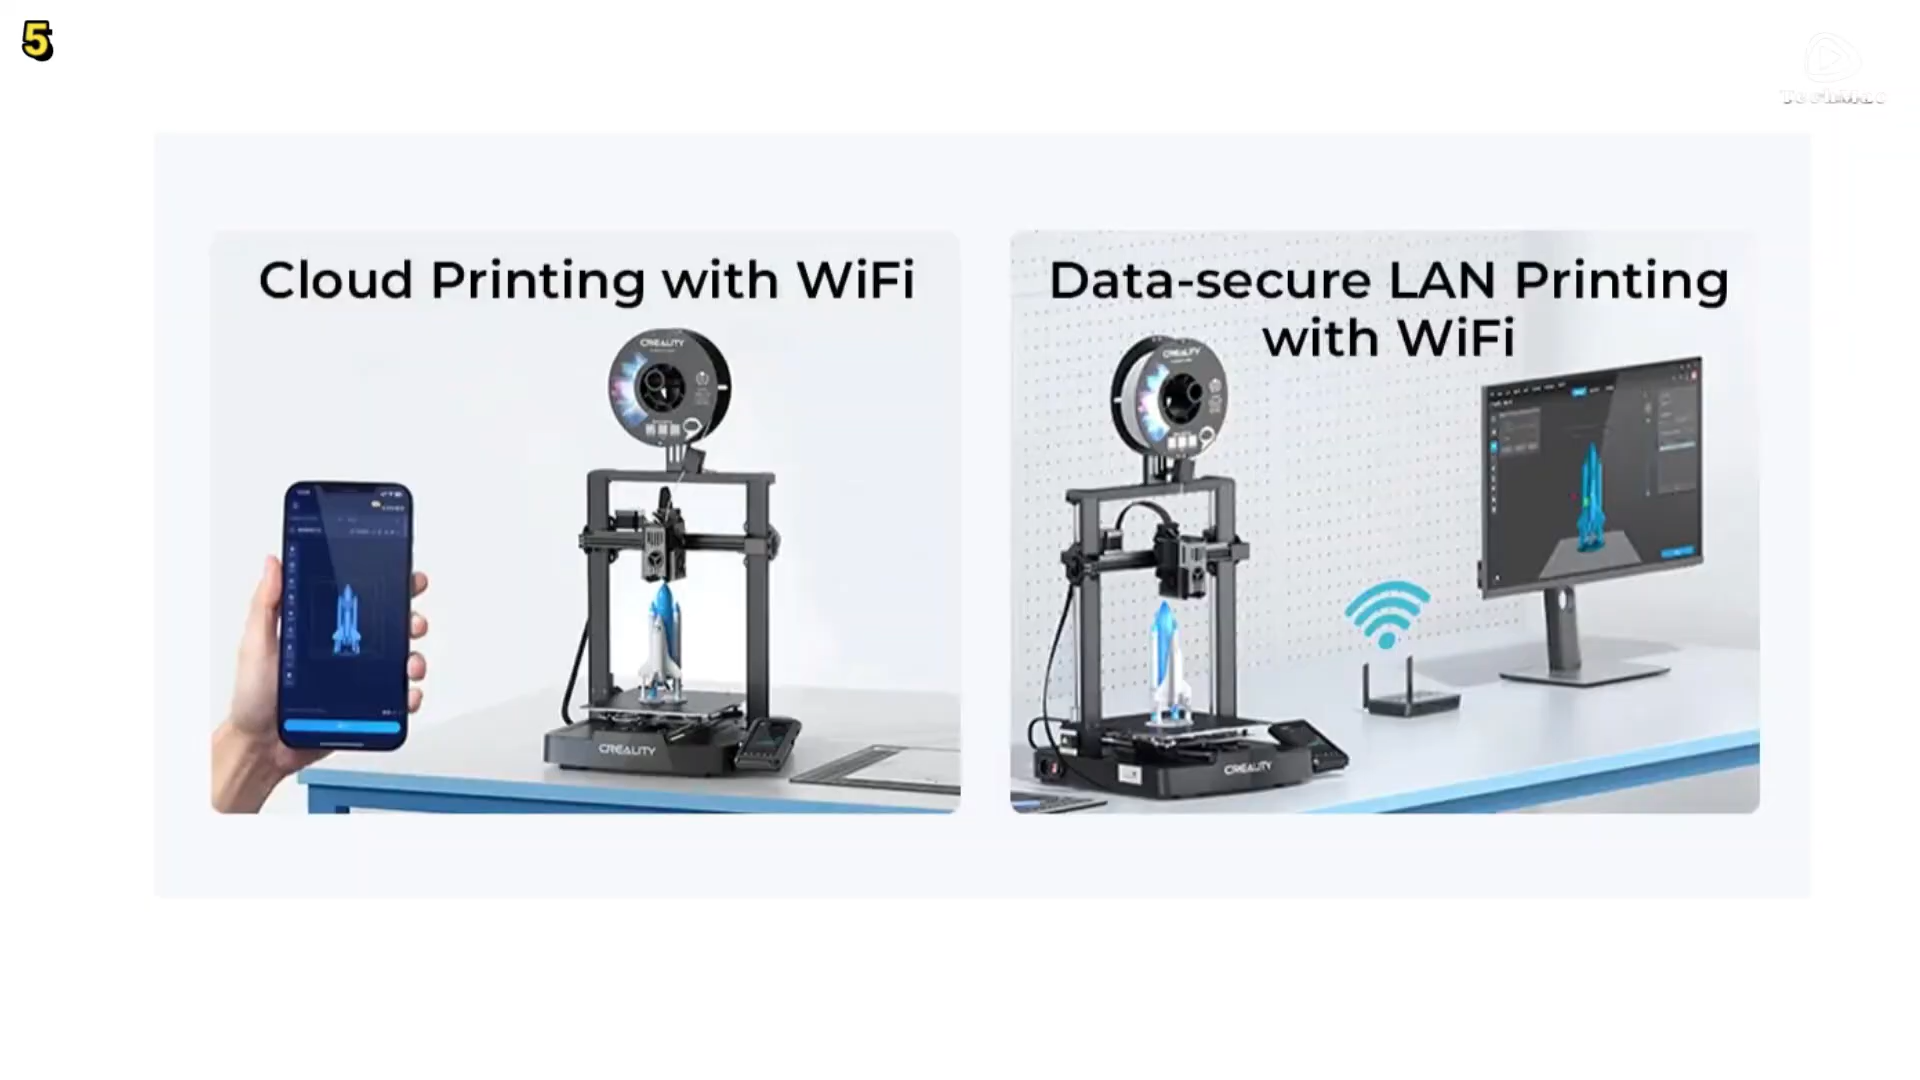 5
Cloud Printing with WiFi
Data-secure LAN Printing
with WiFi
CREALITY
CREALITY
CREALITY
CREALITY